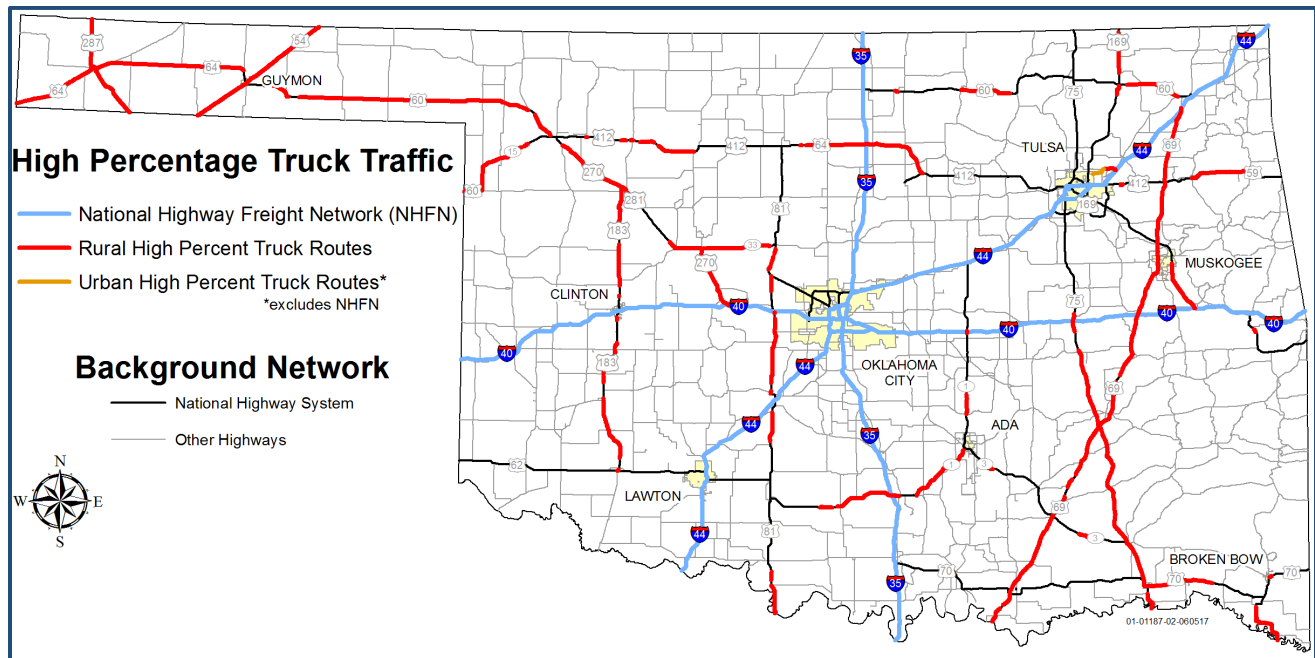 287
54
64
64
GUYMON
60
35
169
44
60
75
60
High Percentage Truck Traffic
15
412
412
64
TULSA
44
69
National Highway Freight Network (NHFN)
60
270
35
412
412
59
281
81
169
Rural High Percent Truck Routes
183
33
Urban High Percent Truck Routes*
270
44
MUSKOGEE
*excludes NHFN
CLINTON
40
75
40
40
40
40
Background Network
183
44
OKLAHOMA
CITY
National Highway System
1
69
Other Highways
44
35
ADA
N
W E
S
62
1
3
LAWTON
69
44
81
3
BROKEN BOW
35
70
70
70
01-01187-02-060517